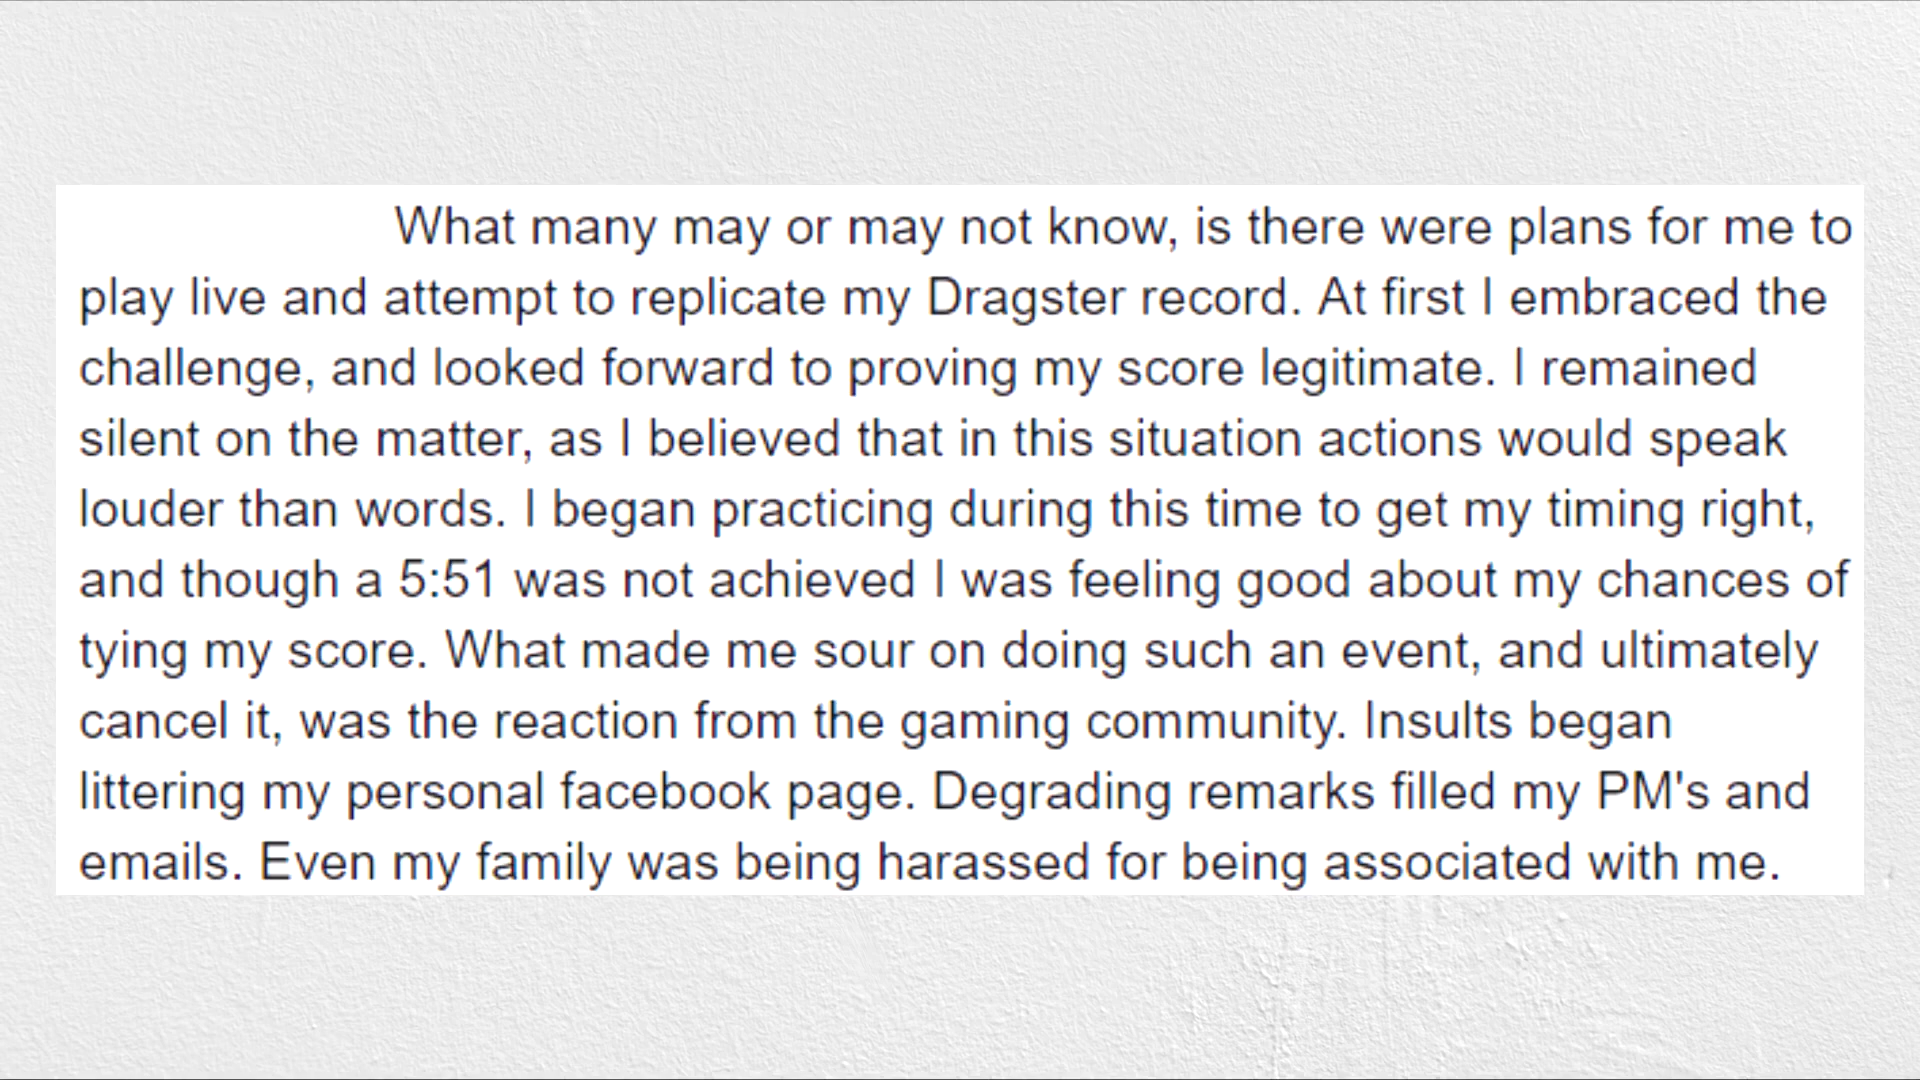 What many may or may not know, is there were plans for me to
play live and attempt to replicate my Dragster record. At first I embraced the
challenge, and looked forward to proving my score legitimate. I remained
silent on the matter, as I believed that in this situation actions would speak
louder than words. I began practicing during this time to get my timing right,
and though a 5:51 was not achieved I was feeling good about my chances of
tying my score. What made me sour on doing such an event, and ultimately
cancel it, was the reaction from the gaming community. Insults began
littering my personal facebook page. Degrading remarks filled my PM's and
emails. Even my family was being harassed for being associated with me.